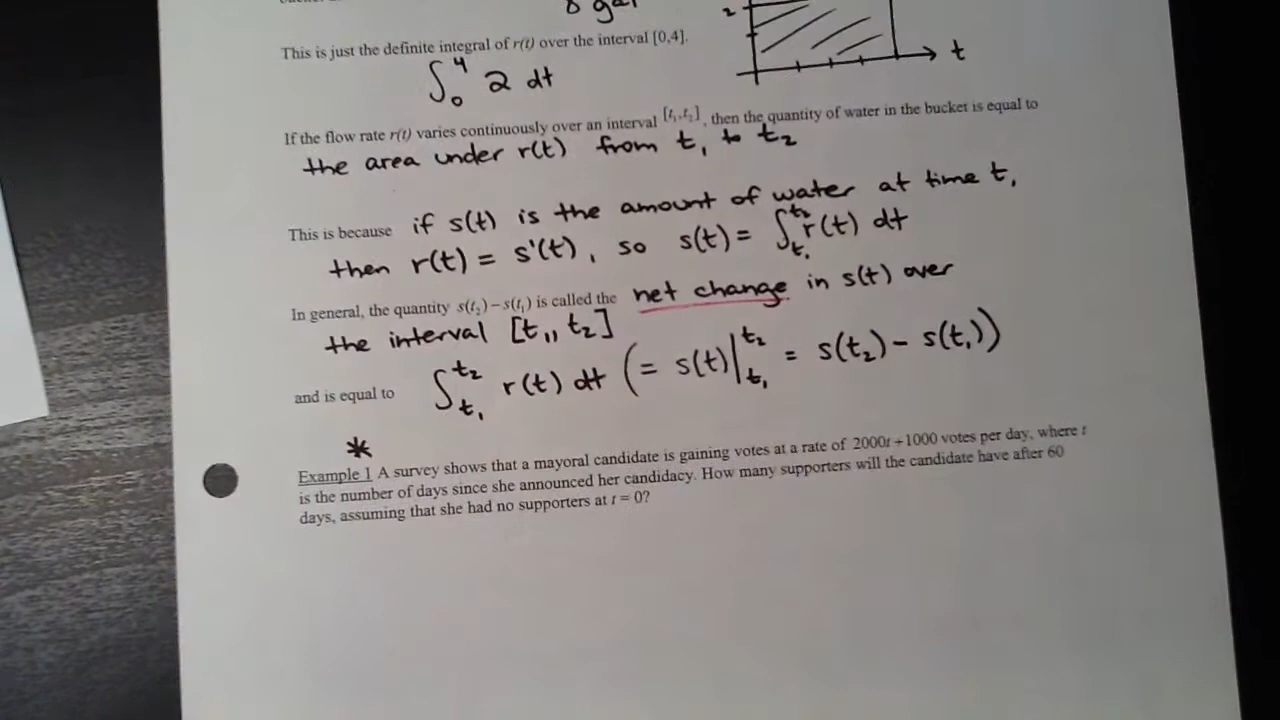 8 gal
2
This is just the definite integral of r(t) over the interval [0,4].
∫₀⁴ 2 dt
t
If the flow rate r(t) varies continuously over an interval [t₁,t₂], then the quantity of water in the bucket is equal to
the area under r(t) from t₁ to t₂
This is because if s(t) is the amount of water at time t,
then r(t) = s'(t), so s(t) = ∫_{t₁}^{t₂} r(t) dt
In general, the quantity s(t₂)−s(t₁) is called the net change in s(t) over
the interval [t₁, t₂]
and is equal to ∫_{t₁}^{t₂} r(t) dt (= s(t)|_{t₁}^{t₂} = s(t₂) − s(t₁))
*
Example 1 A survey shows that a mayoral candidate is gaining votes at a rate of 2000t +1000 votes per day, where t
is the number of days since she announced her candidacy. How many supporters will the candidate have after 60
days, assuming that she had no supporters at t = 0?